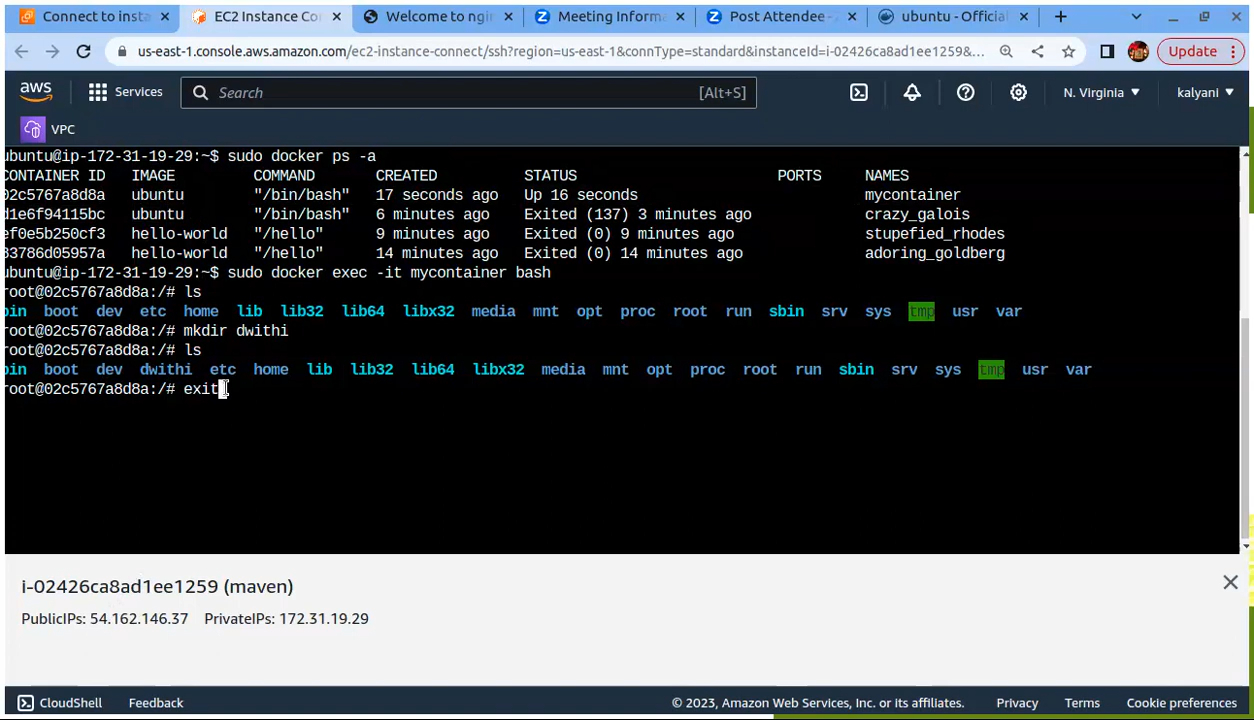 Connect to insta
EC2 Instance Co
Welcome to ngi
Meeting Informa
Post Attendee -
ubuntu - Official
us-east-1.console.aws.amazon.com/ec2-instance-connect/ssh?region=us-east-1&connType=standard&instanceId=i-02426ca8ad1ee1259&...
Update
aws
Services
Search
[Alt+S]
N. Virginia
kalyani
VPC
ubuntu@ip-172-31-19-29:~$ sudo docker ps -a
CONTAINER ID IMAGE COMMAND CREATED STATUS PORTS NAMES
02c5767a8d8a ubuntu "/bin/bash" 17 seconds ago Up 16 seconds mycontainer
d1e6f94115bc ubuntu "/bin/bash" 6 minutes ago Exited (137) 3 minutes ago crazy_galois
ef0e5b250cf3 hello-world "/hello" 9 minutes ago Exited (0) 9 minutes ago stupefied_rhodes
83786d05957a hello-world "/hello" 14 minutes ago Exited (0) 14 minutes ago adoring_goldberg
ubuntu@ip-172-31-19-29:~$ sudo docker exec -it mycontainer bash
root@02c5767a8d8a:/# ls
bin boot dev etc home lib lib32 lib64 libx32 media mnt opt proc root run sbin srv sys tmp usr var
root@02c5767a8d8a:/# mkdir dwithi
root@02c5767a8d8a:/# ls
bin boot dev dwithi etc home lib lib32 lib64 libx32 media mnt opt proc root run sbin srv sys tmp usr var
root@02c5767a8d8a:/# exit
i-02426ca8ad1ee1259 (maven)
PublicIPs: 54.162.146.37 PrivateIPs: 172.31.19.29
CloudShell
Feedback
© 2023, Amazon Web Services, Inc. or its affiliates.
Privacy
Terms
Cookie preferences